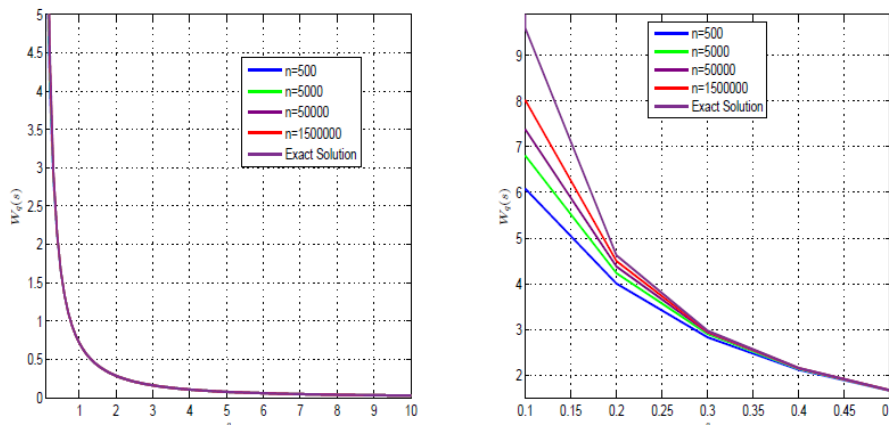 5
4.5
4
3.5
3
2.5
2
1.5
1
0.5
0
W_q(s)
n=500
n=5000
n=50000
n=1500000
Exact Solution
1 2 3 4 5 6 7 8 9 10
9
8
7
6
5
4
3
2
W_q(s)
n=500
n=5000
n=50000
n=1500000
Exact Solution
0.1 0.15 0.2 0.25 0.3 0.35 0.4 0.45